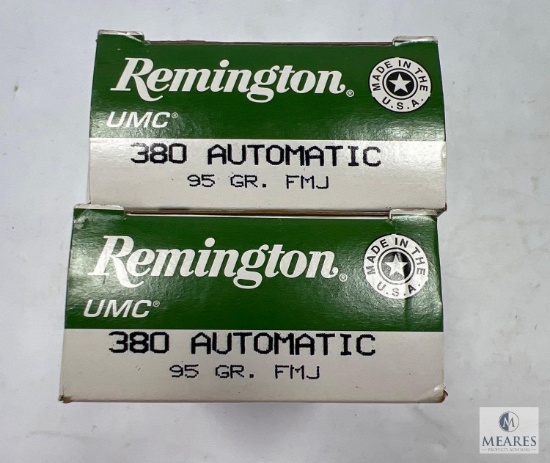 Remington®
MADE IN THE U.S.A.
UMC®
380 AUTOMATIC
95 GR. FMJ
Remington®
MADE IN THE U.S.A.
UMC®
380 AUTOMATIC
95 GR. FMJ
M
MEARES